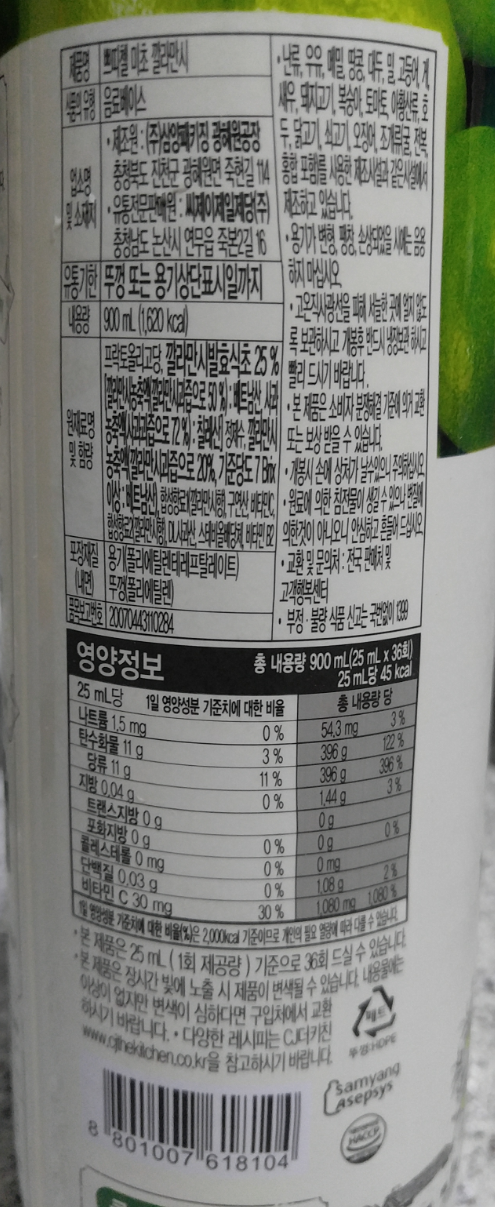 제품명 쁘띠첼 미초 깔라만시
식품의 유형 음료베이스
업소명 및 소재지
• 제조원 : (주)삼양패키징 광혜원공장
충청북도 진천군 광혜원면 죽현길 114
• 유통전문판매원 : 씨제이제일제당(주)
충청남도 논산시 연무읍 죽본2길 16
유통기한 뚜껑 또는 용기상단표시일까지
내용량 900 mL (1,620 kcal)
원재료명 및 함량
프락토올리고당, 깔라만시발효식초 25 %
[깔라만시농축액(깔라만시과즙으로 50 %) : 베트남산, 사과
농축액(사과과즙으로 72 %) : 칠레산], 정제수, 깔라만시
농축액(깔라만시과즙으로 20%, 기준당도 7 Brix
이상 : 베트남산), 합성향료(깔라만시향), 구연산, 비타민C,
합성향료(깔라만시향), DL사과산, 스테비올배당체, 비타민 B2
포장재질 (내면)
용기(폴리에틸렌테레프탈레이트)
뚜껑(폴리에틸렌)
품목보고번호 20070443110284
• 난류, 우유, 메밀, 땅콩, 대두, 밀, 고등어, 게,
새우, 돼지고기, 복숭아, 토마토, 아황산류, 호
두, 닭고기, 쇠고기, 오징어, 조개류(굴, 전복,
홍합 포함)를 사용한 제조시설과 같은시설에서
제조하고 있습니다.
• 용기가 변형, 팽창, 손상되었을 시에는 음용
하지 마십시오.
• 고온직사광선을 피해 서늘한 곳에 얼지 않도
록 보관하시고 개봉후 반드시 냉장보관 하시고
빨리 드시기 바랍니다.
• 본 제품은 소비자 분쟁해결 기준에 의거 교환
또는 보상 받을 수 있습니다.
• 개봉시 손에 상처가 날 수 있으니 주의하십시오.
• 원료에 의한 침전물이 생길 수 있으나 변질에
의한것이 아니오니 안심하고 흔들어 드십시오.
• 교환 및 문의처 : 전국 판매처 및
고객행복센터
• 부정 · 불량 식품 신고는 국번없이 1399
영양정보
총 내용량 900 mL(25 mL x 36회)
25 mL당 45 kcal
25 mL당 1일 영양성분 기준치에 대한 비율 총 내용량 당
나트륨 1.5 mg 0 % 54.3 mg 3 %
탄수화물 11 g 3 % 396 g 122 %
당류 11 g 11 % 396 g 396 %
지방 0.04 g 0 % 1.44 g 3 %
트랜스지방 0 g 0 g
포화지방 0 g 0 % 0 g 0 %
콜레스테롤 0 mg 0 % 0 mg
단백질 0.03 g 0 % 1.08 g 2 %
비타민 C 30 mg 30 % 1,080 mg 1,080 %
1일 영양성분 기준치에 대한 비율(%)은 2,000kcal 기준이므로 개인의 필요 열량에 따라 다를 수 있습니다.
• 본 제품은 25 mL ( 1회 제공량 ) 기준으로 36회 드실 수 있습니다.
• 본 제품은 장시간 빛에 노출 시 제품이 변색될 수 있습니다. 내용물에는
이상이 없지만 변색이 심하다면 구입처에서 교환
하시기 바랍니다. • 다양한 레시피는 CJ더키친
www.cjthekitchen.co.kr을 참고하시기 바랍니다.
페트
뚜껑:HDPE
samyang
asepsys
HACCP
8 801007 618104